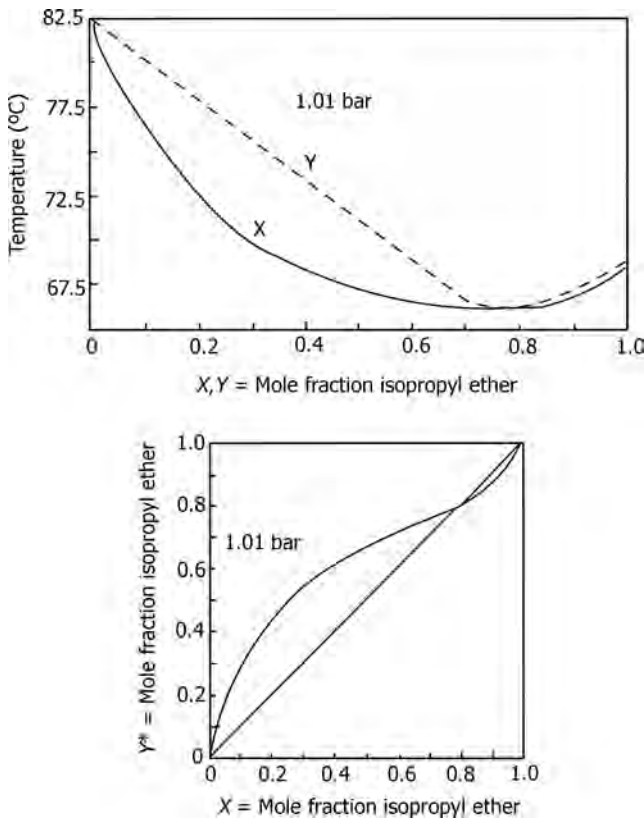 82.5
77.5
72.5
67.5
Temperature (ºC)
1.01 bar
Y
X
0 0.2 0.4 0.6 0.8 1.0
X,Y = Mole fraction isopropyl ether
1.0
0.8
0.6
0.4
0.2
0
Y* = Mole fraction isopropyl ether
1.01 bar
0 0.2 0.4 0.6 0.8 1.0
X = Mole fraction isopropyl ether